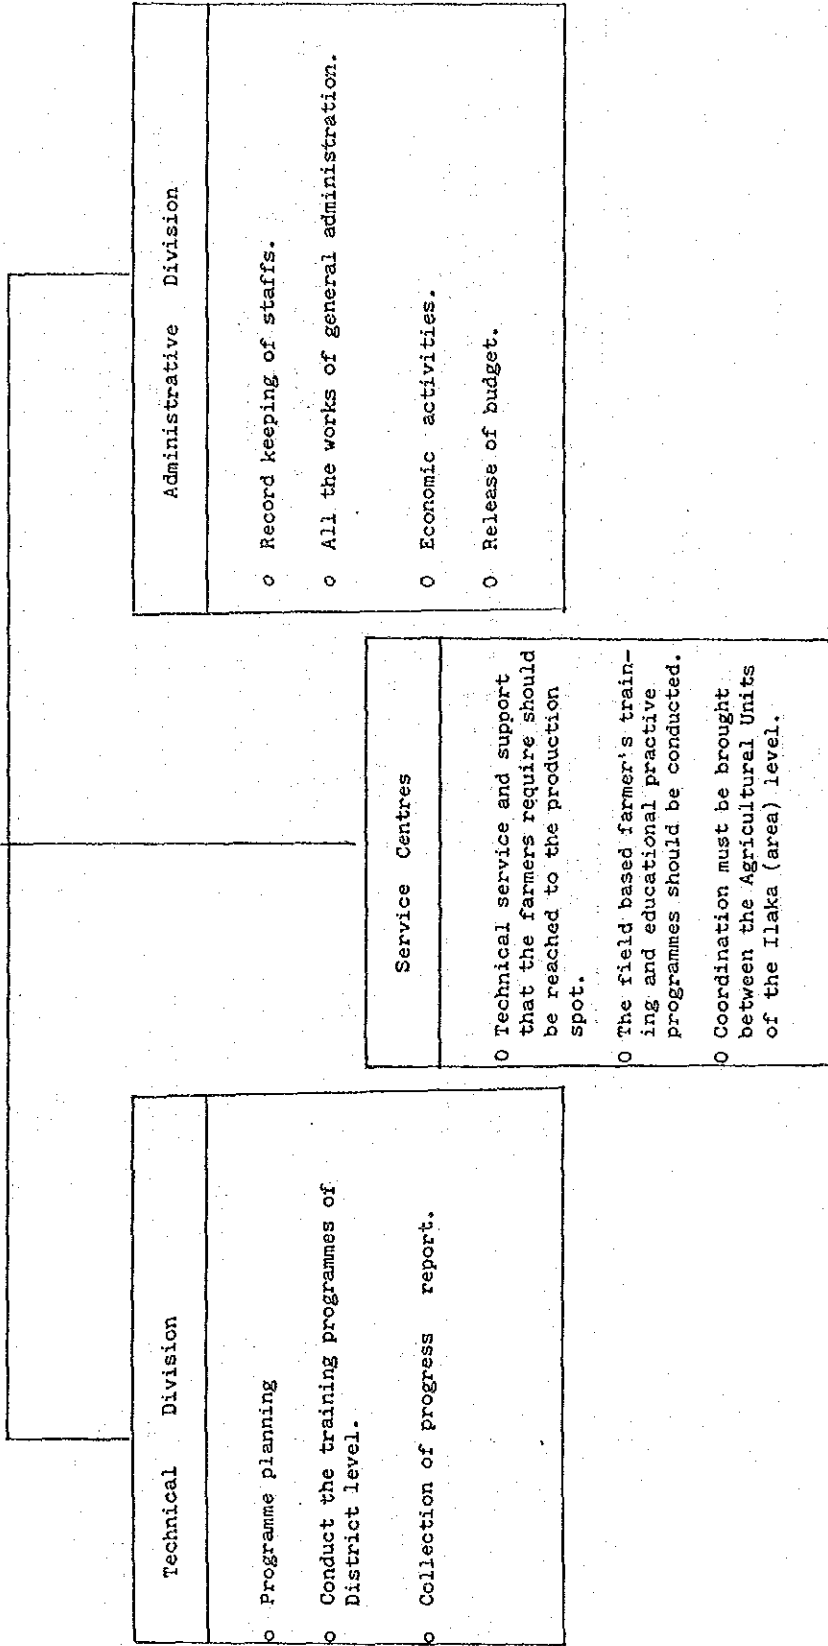 Technical Division
o Programme planning
o Conduct the training programmes of
District level.
o Collection of progress report.
Service Centres
o Technical service and support
that the farmers require should
be reached to the production
spot.
o The field based farmer's train-
ing and educational practive
programmes should be conducted.
o Coordination must be brought
between the Agricultural Units
of the Ilaka (area) level.
Administrative Division
o Record keeping of staffs.
o All the works of general administration.
o Economic activities.
o Release of budget.